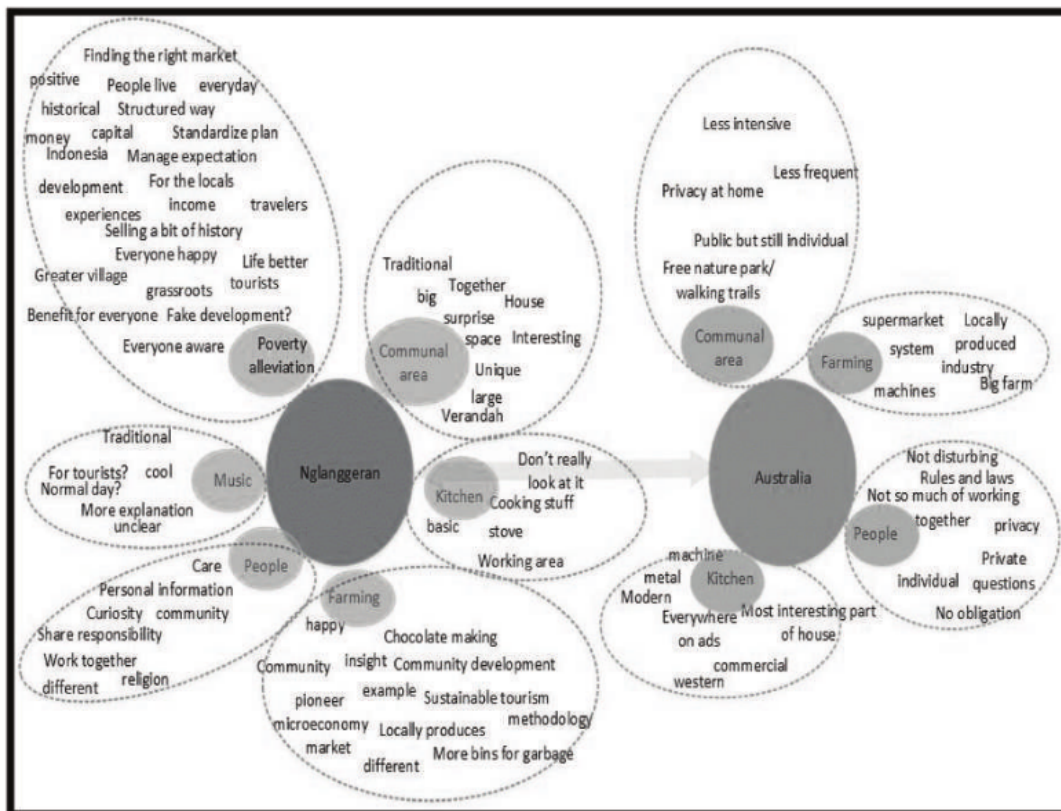 Finding the right market
positive People live everyday
historical Structured way
money capital Standardize plan
Indonesia Manage expectation
development For the locals
experiences income travelers
Selling a bit of history
Everyone happy Life better
Greater village grassroots tourists
Benefit for everyone Fake development?
Everyone aware
Poverty
alleviation
Traditional
big Together
surprise House
space Interesting
Unique
large
Verandah
Communal
area
Less intensive
Less frequent
Privacy at home
Public but still individual
Free nature park/
walking trails
Communal
area
supermarket Locally
system produced
industry
machines Big farm
Farming
Traditional
For tourists? cool
Normal day?
More explanation
unclear
Music
Nglanggeran
Don't really
look at it
Kitchen
Cooking stuff
basic stove
Working area
Australia
Not disturbing
Rules and laws
Not so much of working
together privacy
People
Private
individual questions
No obligation
Care
People
Personal information
Curiosity community
Share responsibility
Work together
different religion
Farming
happy
Chocolate making
Community insight Community development
pioneer example Sustainable tourism
microeconomy Locally produces methodology
market
different More bins for garbage
machine
metal Kitchen
Modern
Everywhere Most interesting part
on ads of house
commercial
western